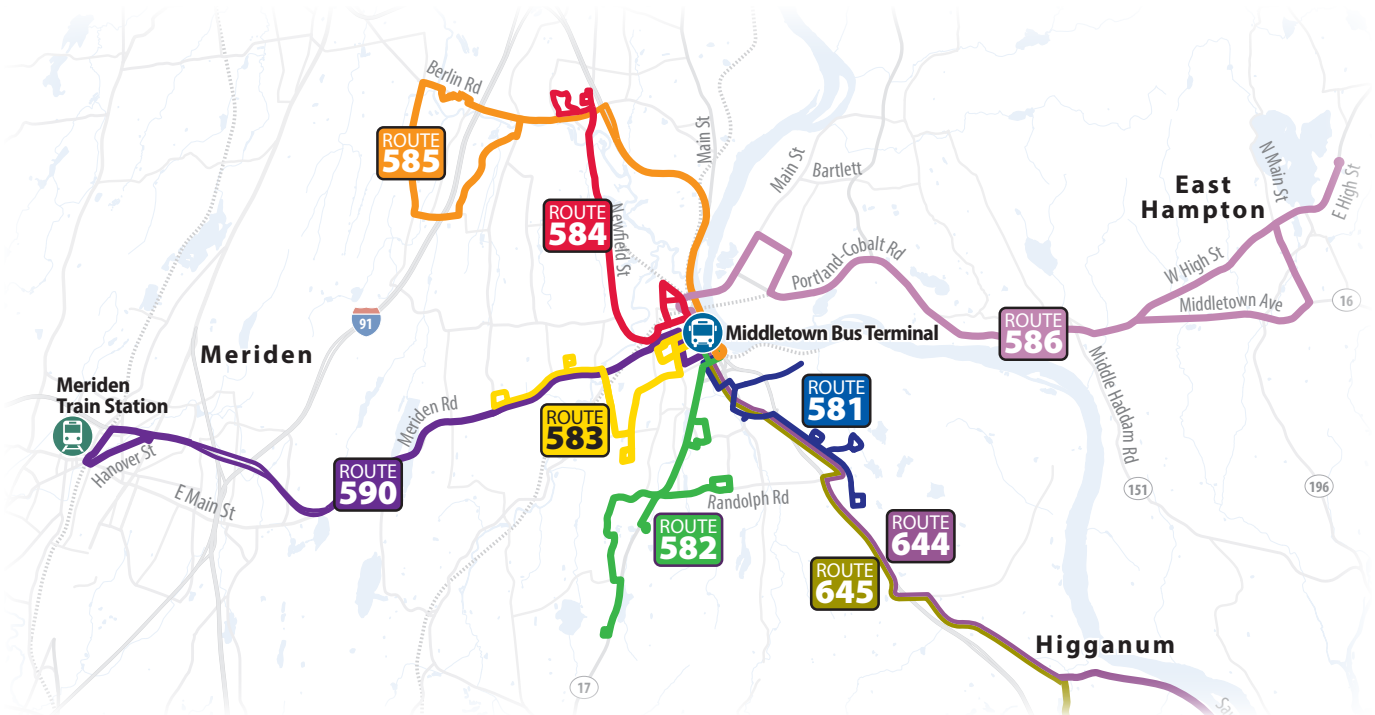 Berlin Rd
ROUTE
585
Main St
Main St
Bartlett
N Main St
E High St
East
Hampton
ROUTE
584
Newfield St
Portland-Cobalt Rd
W High St
Middletown Ave
16
91
Middletown Bus Terminal
ROUTE
586
Meriden
Meriden
Train Station
Middle Haddam Rd
ROUTE
581
Meriden Rd
ROUTE
583
Hanover St
E Main St
ROUTE
590
Randolph Rd
151
196
ROUTE
582
ROUTE
644
ROUTE
645
Higganum
17